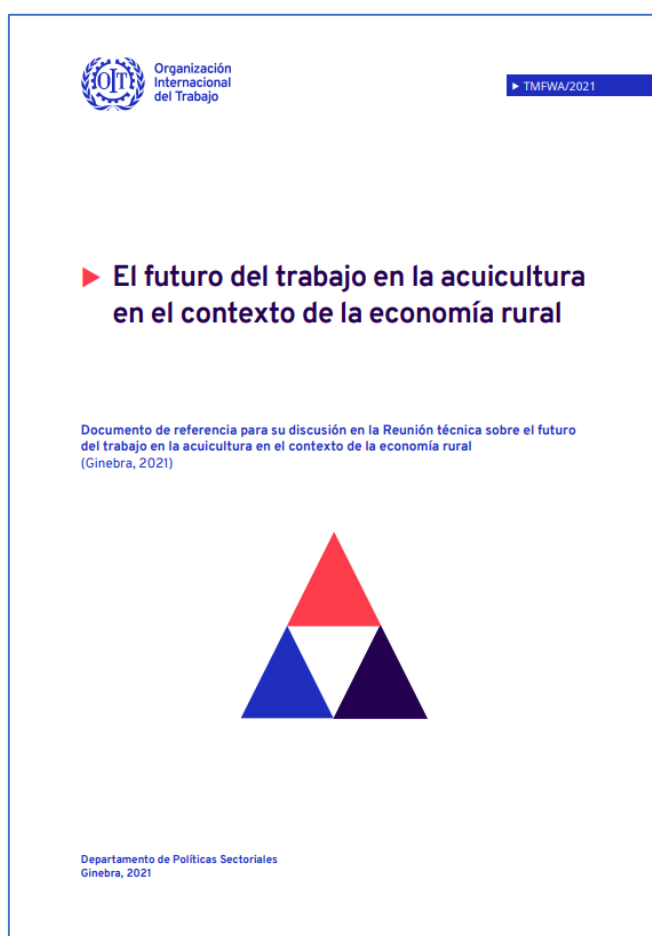 OIT
Organización
Internacional
del Trabajo
▶ TMFWA/2021
▶ El futuro del trabajo en la acuicultura
en el contexto de la economía rural
Documento de referencia para su discusión en la Reunión técnica sobre el futuro
del trabajo en la acuicultura en el contexto de la economía rural
(Ginebra, 2021)
Departamento de Políticas Sectoriales
Ginebra, 2021